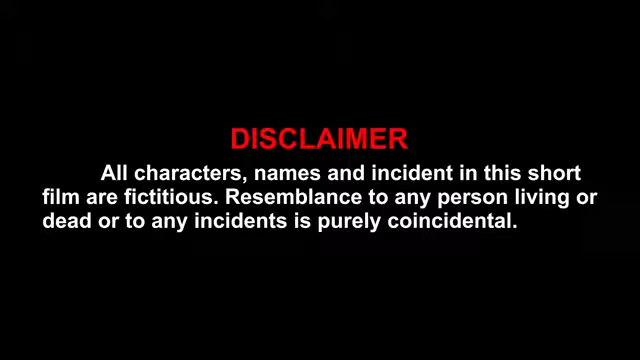 DISCLAIMER
All characters, names and incident in this short
film are fictitious. Resemblance to any person living or
dead or to any incidents is purely coincidental.